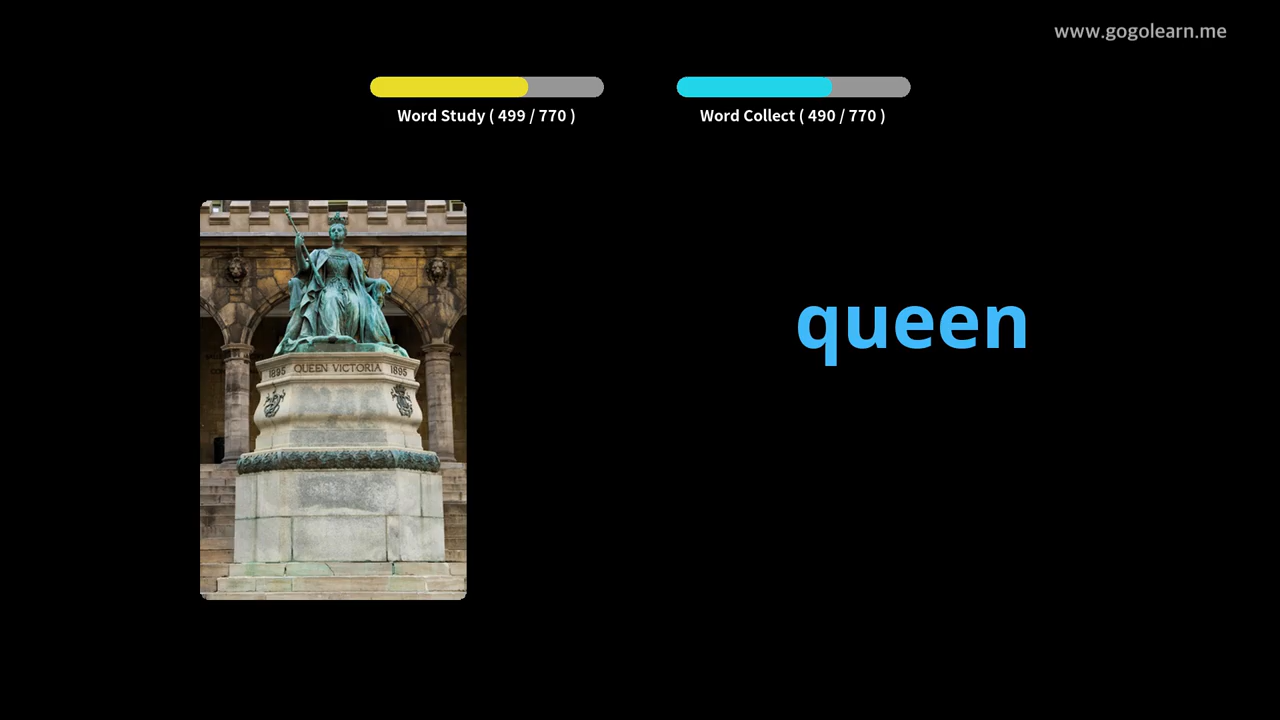 www.gogolearn.me
Word Study ( 499 / 770 )
Word Collect ( 490 / 770 )
1895 QUEEN VICTORIA 1895
queen